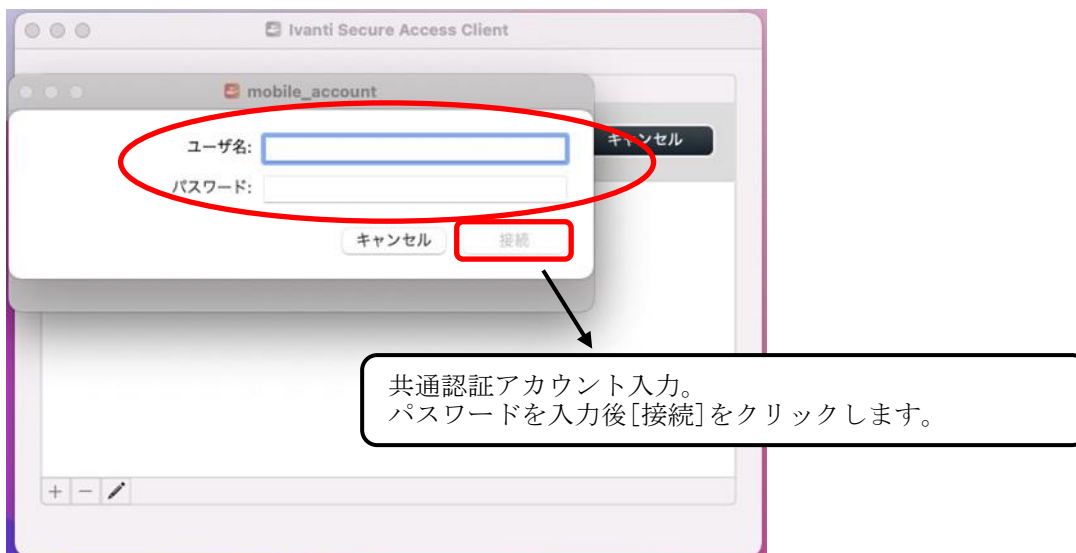 Ivanti Secure Access Client
mobile_account
ユーザ名:
キャンセル
パスワード:
キャンセル
接続
共通認証アカウント入力。
パスワードを入力後[接続]をクリックします。